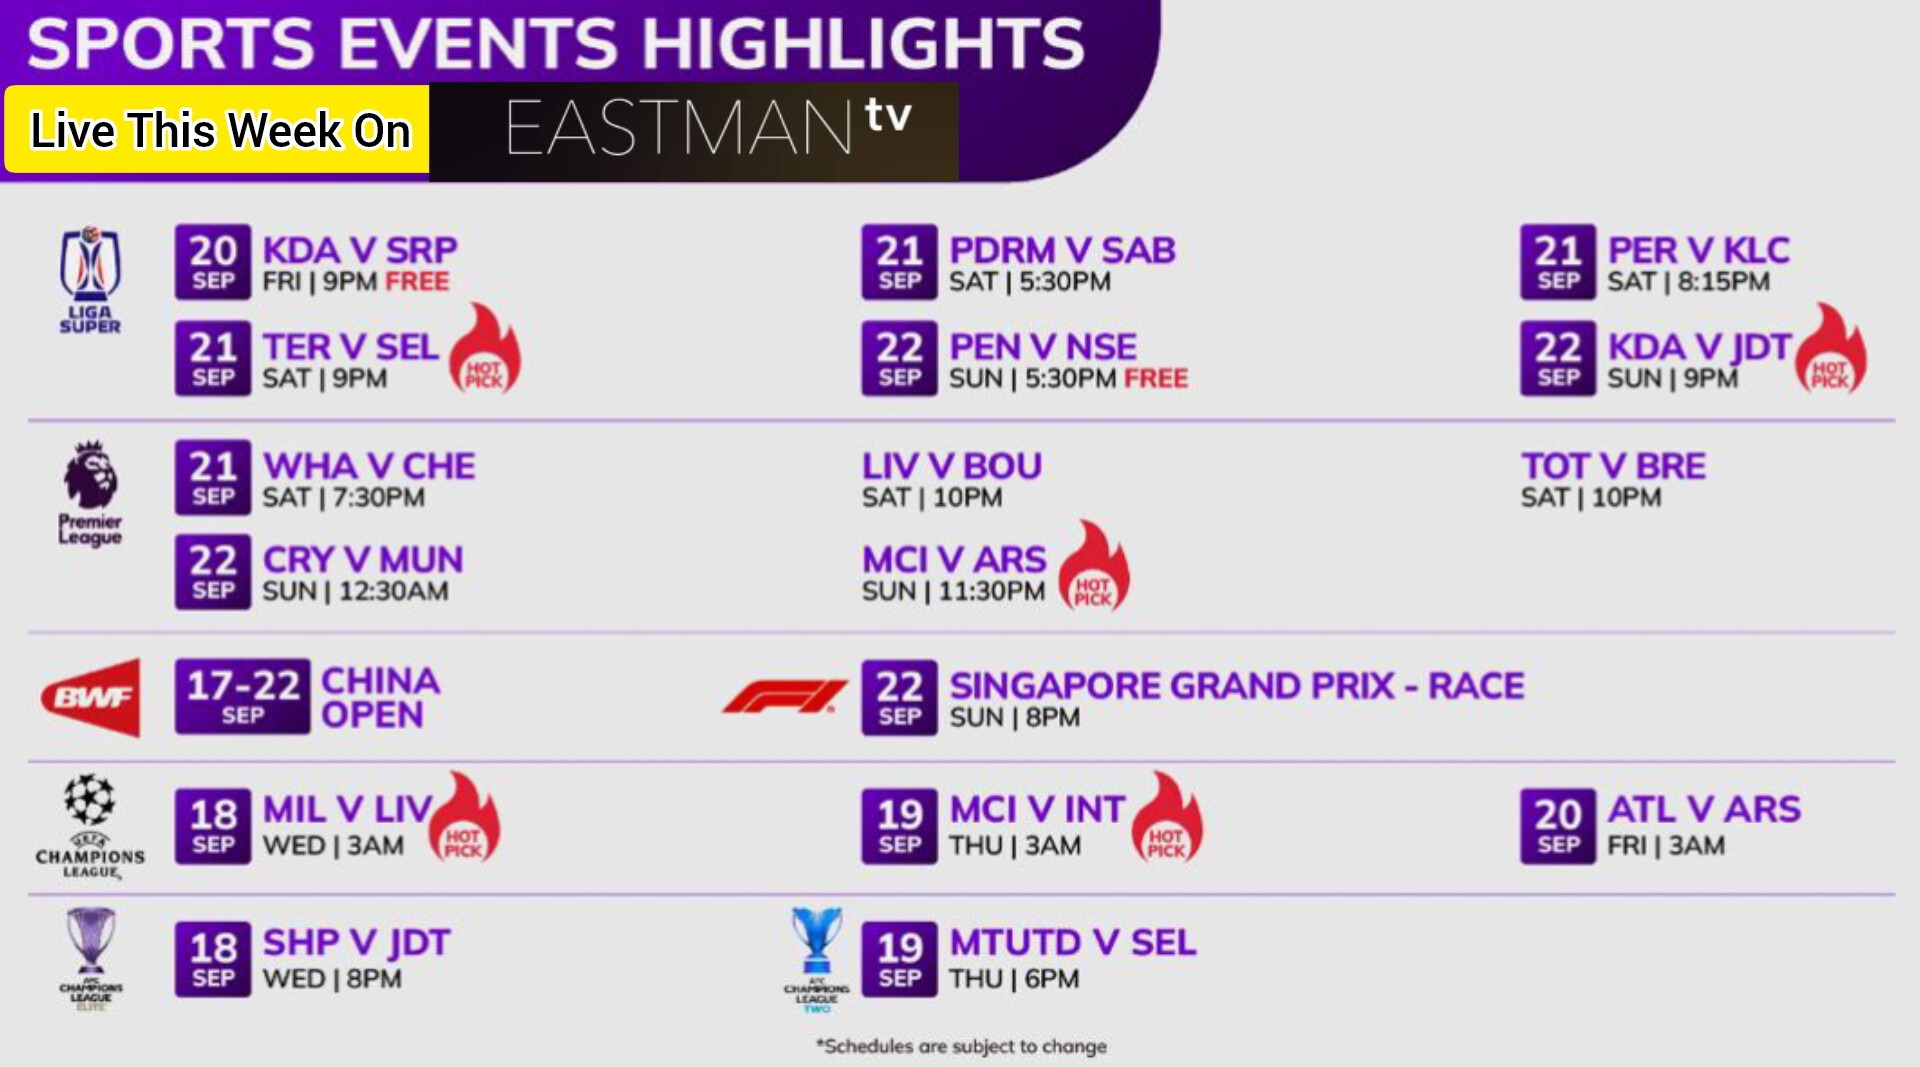 SPORTS EVENTS HIGHLIGHTS
Live This Week On
EASTMAN tv
LIGA
SUPER
20
SEP
KDA V SRP
FRI | 9PM FREE
21
SEP
PDRM V SAB
SAT | 5:30PM
21
SEP
PER V KLC
SAT | 8:15PM
21
SEP
TER V SEL
SAT | 9PM
HOT
PICK
22
SEP
PEN V NSE
SUN | 5:30PM FREE
22
SEP
KDA V JDT
SUN | 9PM
HOT
PICK
Premier
League
21
SEP
WHA V CHE
SAT | 7:30PM
LIV V BOU
SAT | 10PM
TOT V BRE
SAT | 10PM
22
SEP
CRY V MUN
SUN | 12:30AM
MCI V ARS
SUN | 11:30PM
HOT
PICK
BWF
17-22
SEP
CHINA
OPEN
F1
22
SEP
SINGAPORE GRAND PRIX - RACE
SUN | 8PM
UEFA
CHAMPIONS
LEAGUE
18
SEP
MIL V LIV
WED | 3AM
HOT
PICK
19
SEP
MCI V INT
THU | 3AM
HOT
PICK
20
SEP
ATL V ARS
FRI | 3AM
AFC
CHAMPIONS
LEAGUE
ELITE
18
SEP
SHP V JDT
WED | 8PM
AFC
CHAMPIONS
LEAGUE
TWO
19
SEP
MTUTD V SEL
THU | 6PM
*Schedules are subject to change